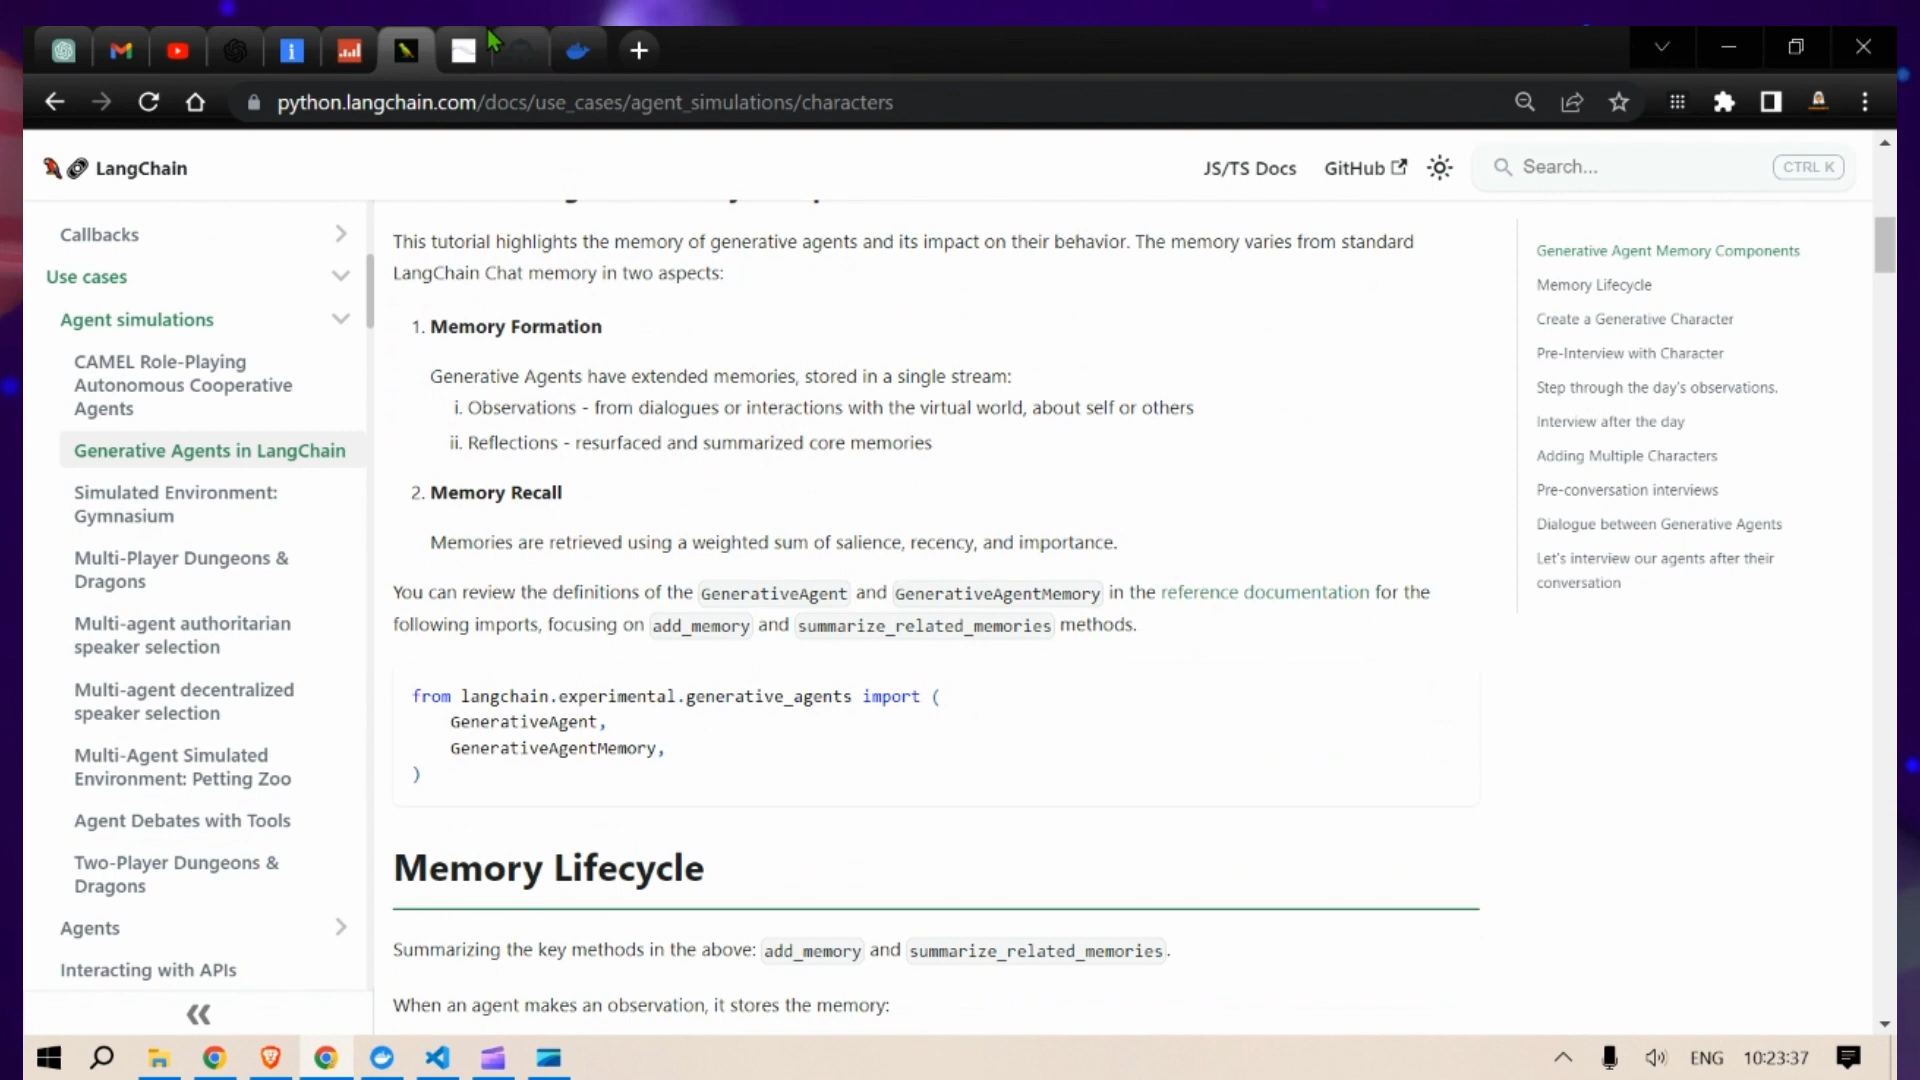 python.langchain.com/docs/use_cases/agent_simulations/characters
LangChain
JS/TS Docs
GitHub
Search...
CTRL K
Callbacks
Use cases
Agent simulations
CAMEL Role-Playing
Autonomous Cooperative
Agents
Generative Agents in LangChain
Simulated Environment:
Gymnasium
Multi-Player Dungeons &
Dragons
Multi-agent authoritarian
speaker selection
Multi-agent decentralized
speaker selection
Multi-Agent Simulated
Environment: Petting Zoo
Agent Debates with Tools
Two-Player Dungeons &
Dragons
Agents
Interacting with APIs
This tutorial highlights the memory of generative agents and its impact on their behavior. The memory varies from standard
LangChain Chat memory in two aspects:
1. Memory Formation
Generative Agents have extended memories, stored in a single stream:
i. Observations - from dialogues or interactions with the virtual world, about self or others
ii. Reflections - resurfaced and summarized core memories
2. Memory Recall
Memories are retrieved using a weighted sum of salience, recency, and importance.
You can review the definitions of the GenerativeAgent and GenerativeAgentMemory in the reference documentation for the
following imports, focusing on add_memory and summarize_related_memories methods.
from langchain.experimental.generative_agents import (
GenerativeAgent,
GenerativeAgentMemory,
)
Memory Lifecycle
Summarizing the key methods in the above: add_memory and summarize_related_memories.
When an agent makes an observation, it stores the memory:
Generative Agent Memory Components
Memory Lifecycle
Create a Generative Character
Pre-Interview with Character
Step through the day's observations.
Interview after the day
Adding Multiple Characters
Pre-conversation interviews
Dialogue between Generative Agents
Let's interview our agents after their
conversation
ENG
10:23:37